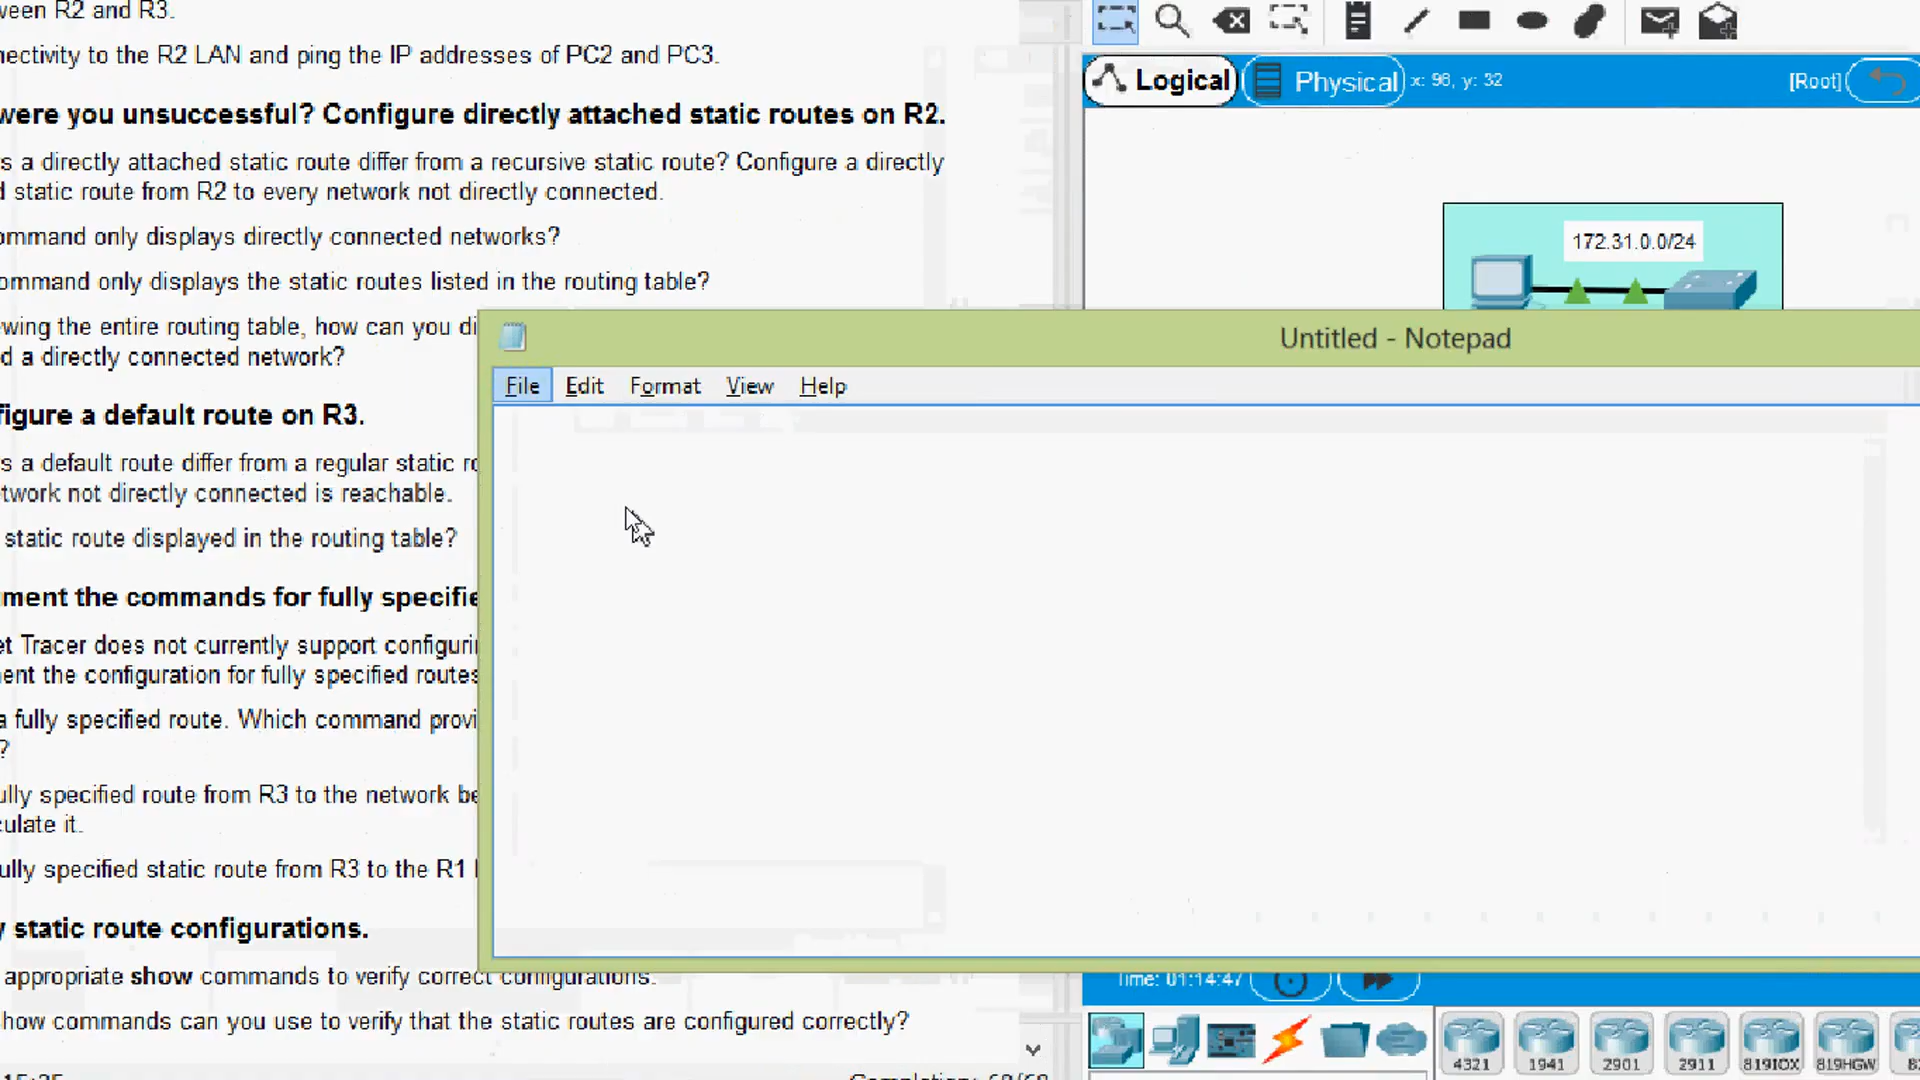 ween R2 and R3.
nectivity to the R2 LAN and ping the IP addresses of PC2 and PC3.
were you unsuccessful? Configure directly attached static routes on R2.
s a directly attached static route differ from a recursive static route? Configure a directly
d static route from R2 to every network not directly connected.
ommand only displays directly connected networks?
ommand only displays the static routes listed in the routing table?
wing the entire routing table, how can you di
d a directly connected network?
figure a default route on R3.
s a default route differ from a regular static ro
twork not directly connected is reachable.
static route displayed in the routing table?
ment the commands for fully specifie
et Tracer does not currently support configuri
ent the configuration for fully specified routes
a fully specified route. Which command provi
?
ully specified route from R3 to the network be
culate it.
ully specified static route from R3 to the R1
y static route configurations.
appropriate show commands to verify correct configurations.
how commands can you use to verify that the static routes are configured correctly?
Logical Physical x: 96, y: 32 [Root]
172.31.0.0/24
Untitled - Notepad
File Edit Format View Help
Time: 01:14:47
4321 1941 2901 2911 819IOX 819HGW